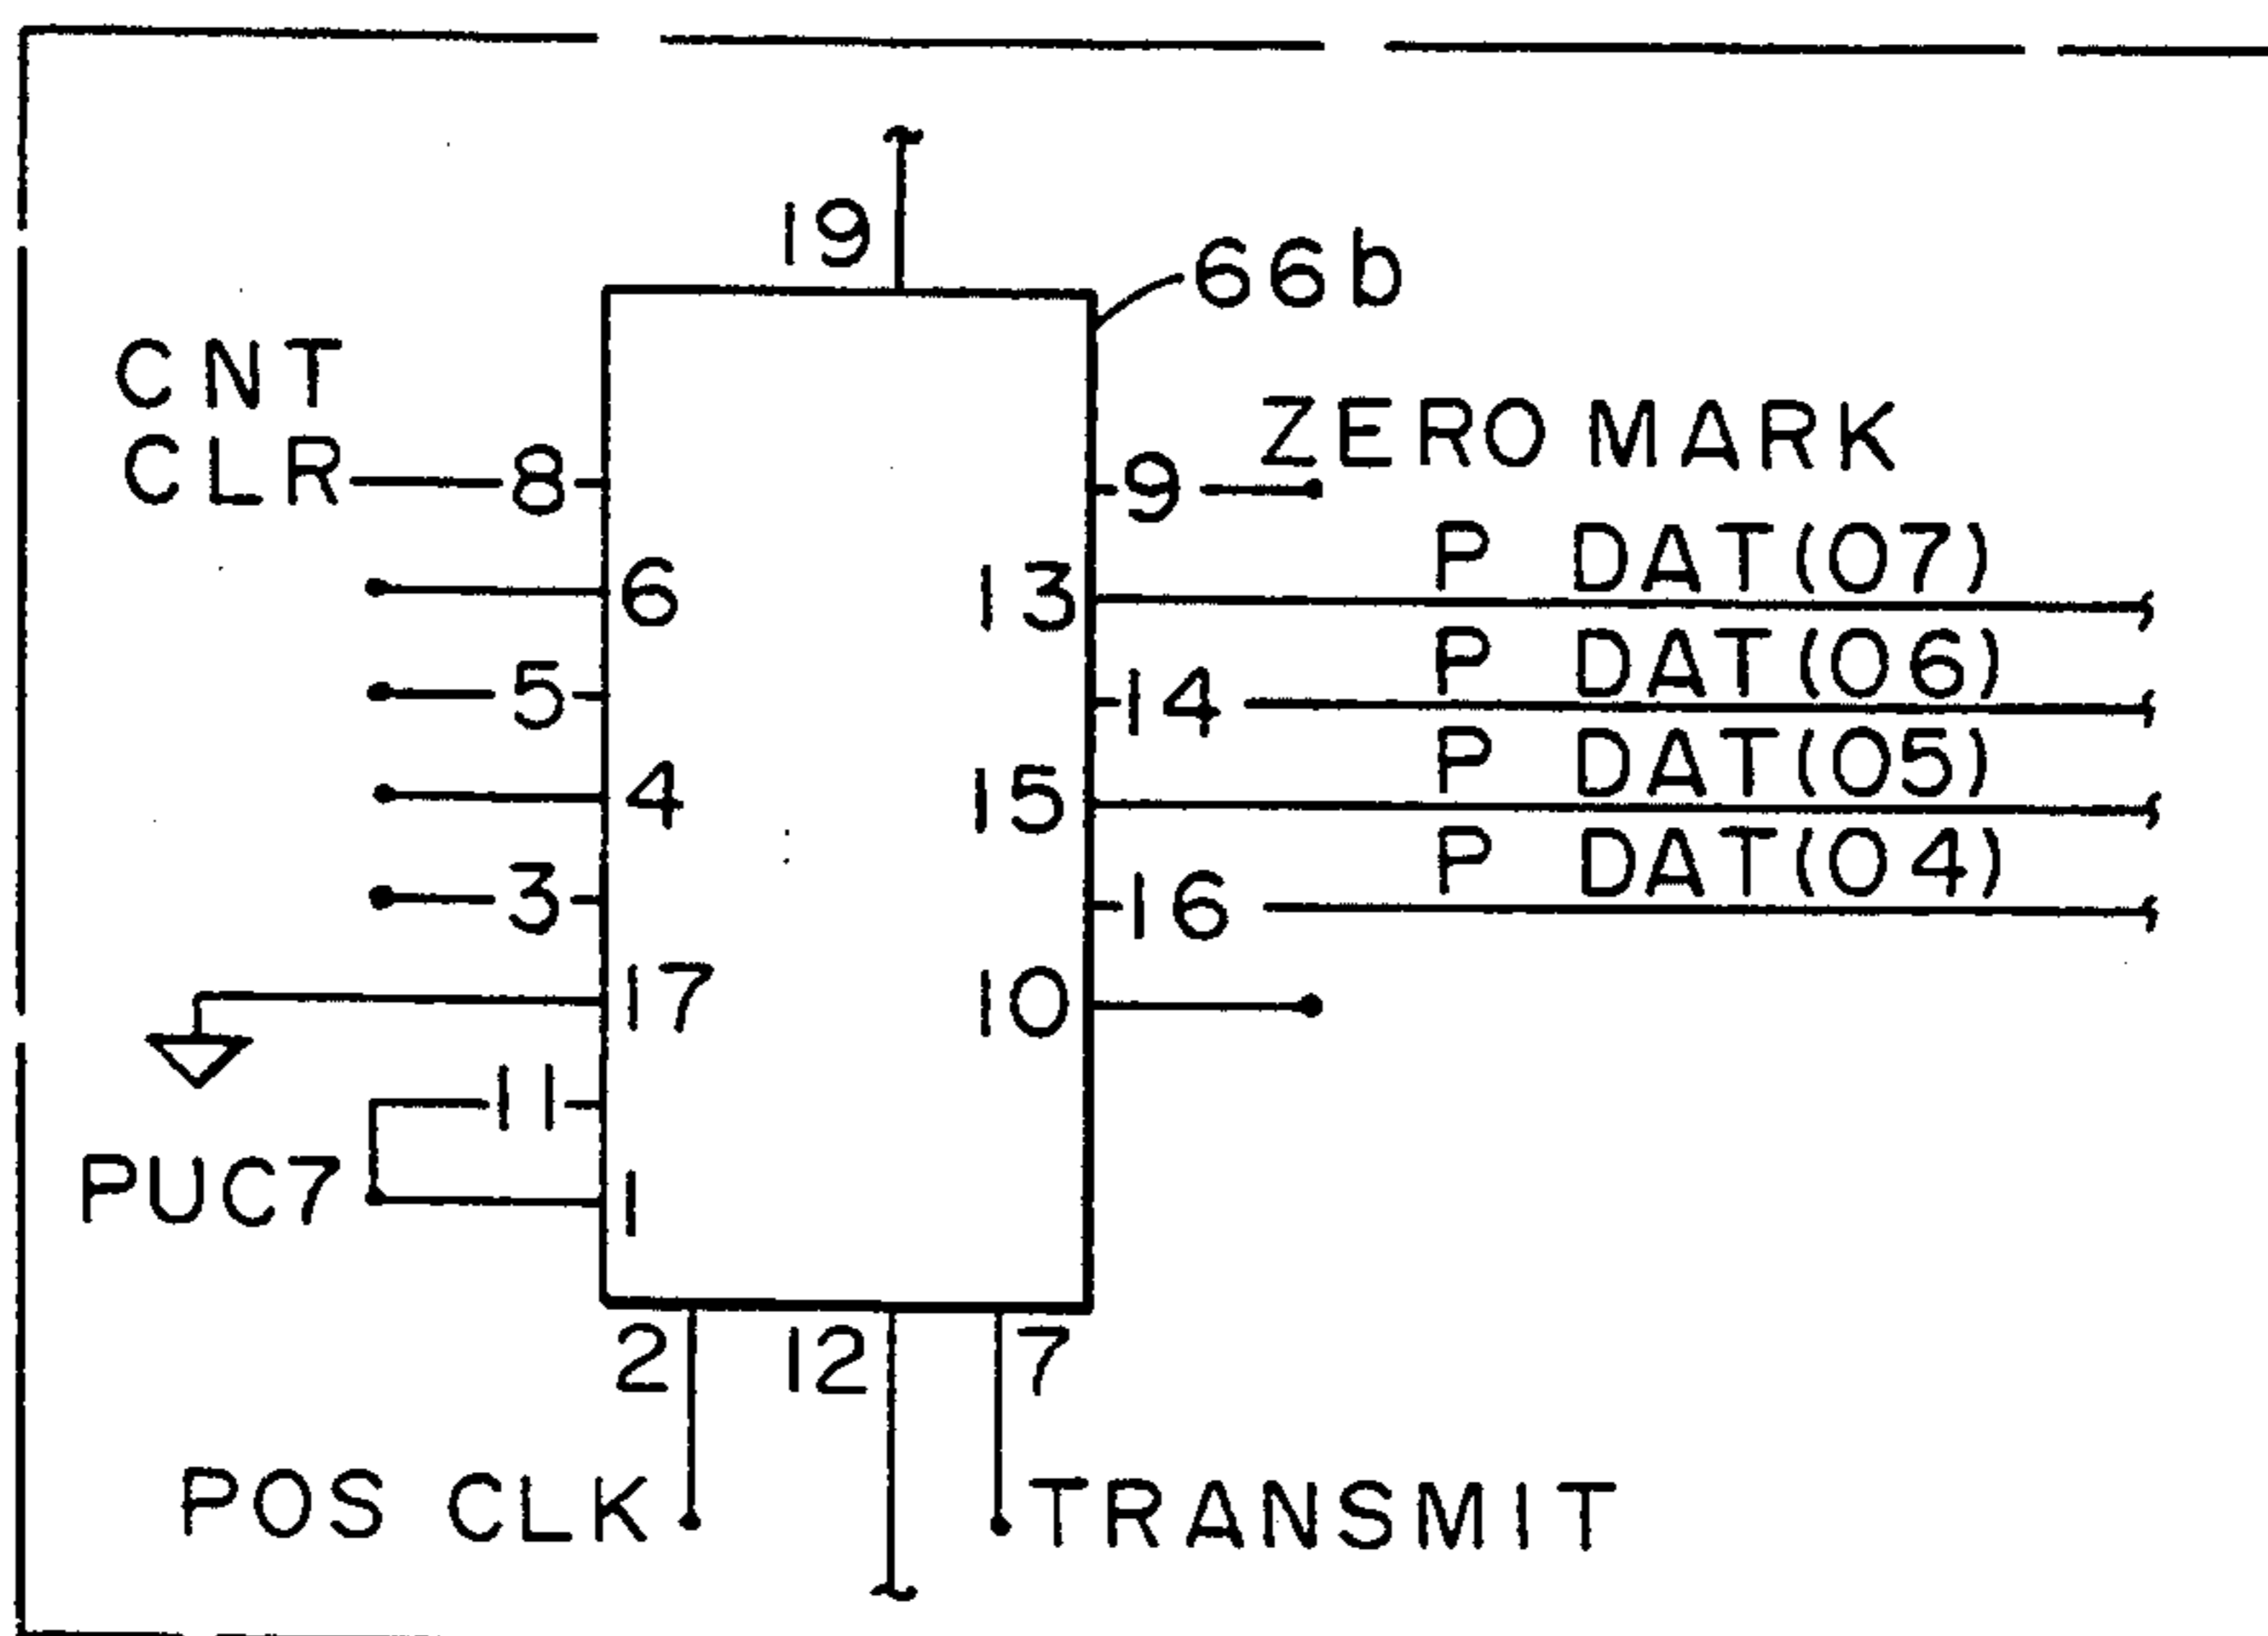 19
66b
CNT
CLR 8
ZERO MARK
9
6
13
P DAT(07)
5
14
P DAT(06)
4
15
P DAT(05)
3
16
P DAT(04)
17
10
11
PUC7
1
2
12
7
POS CLK
TRANSMIT